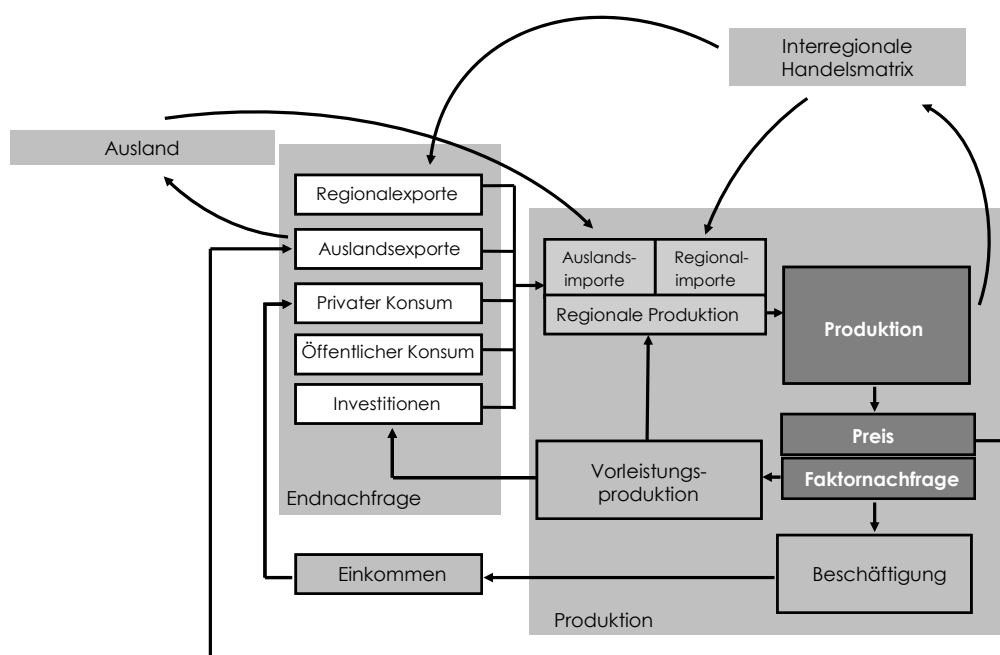 Interregionale
Handelsmatrix
Ausland
Regionalexporte
Auslandsexporte
Privater Konsum
Öffentlicher Konsum
Investitionen
Endnachfrage
Einkommen
Auslands-
importe
Regional-
importe
Regionale Produktion
Produktion
Preis
Faktornachfrage
Vorleistungs-
produktion
Beschäftigung
Produktion